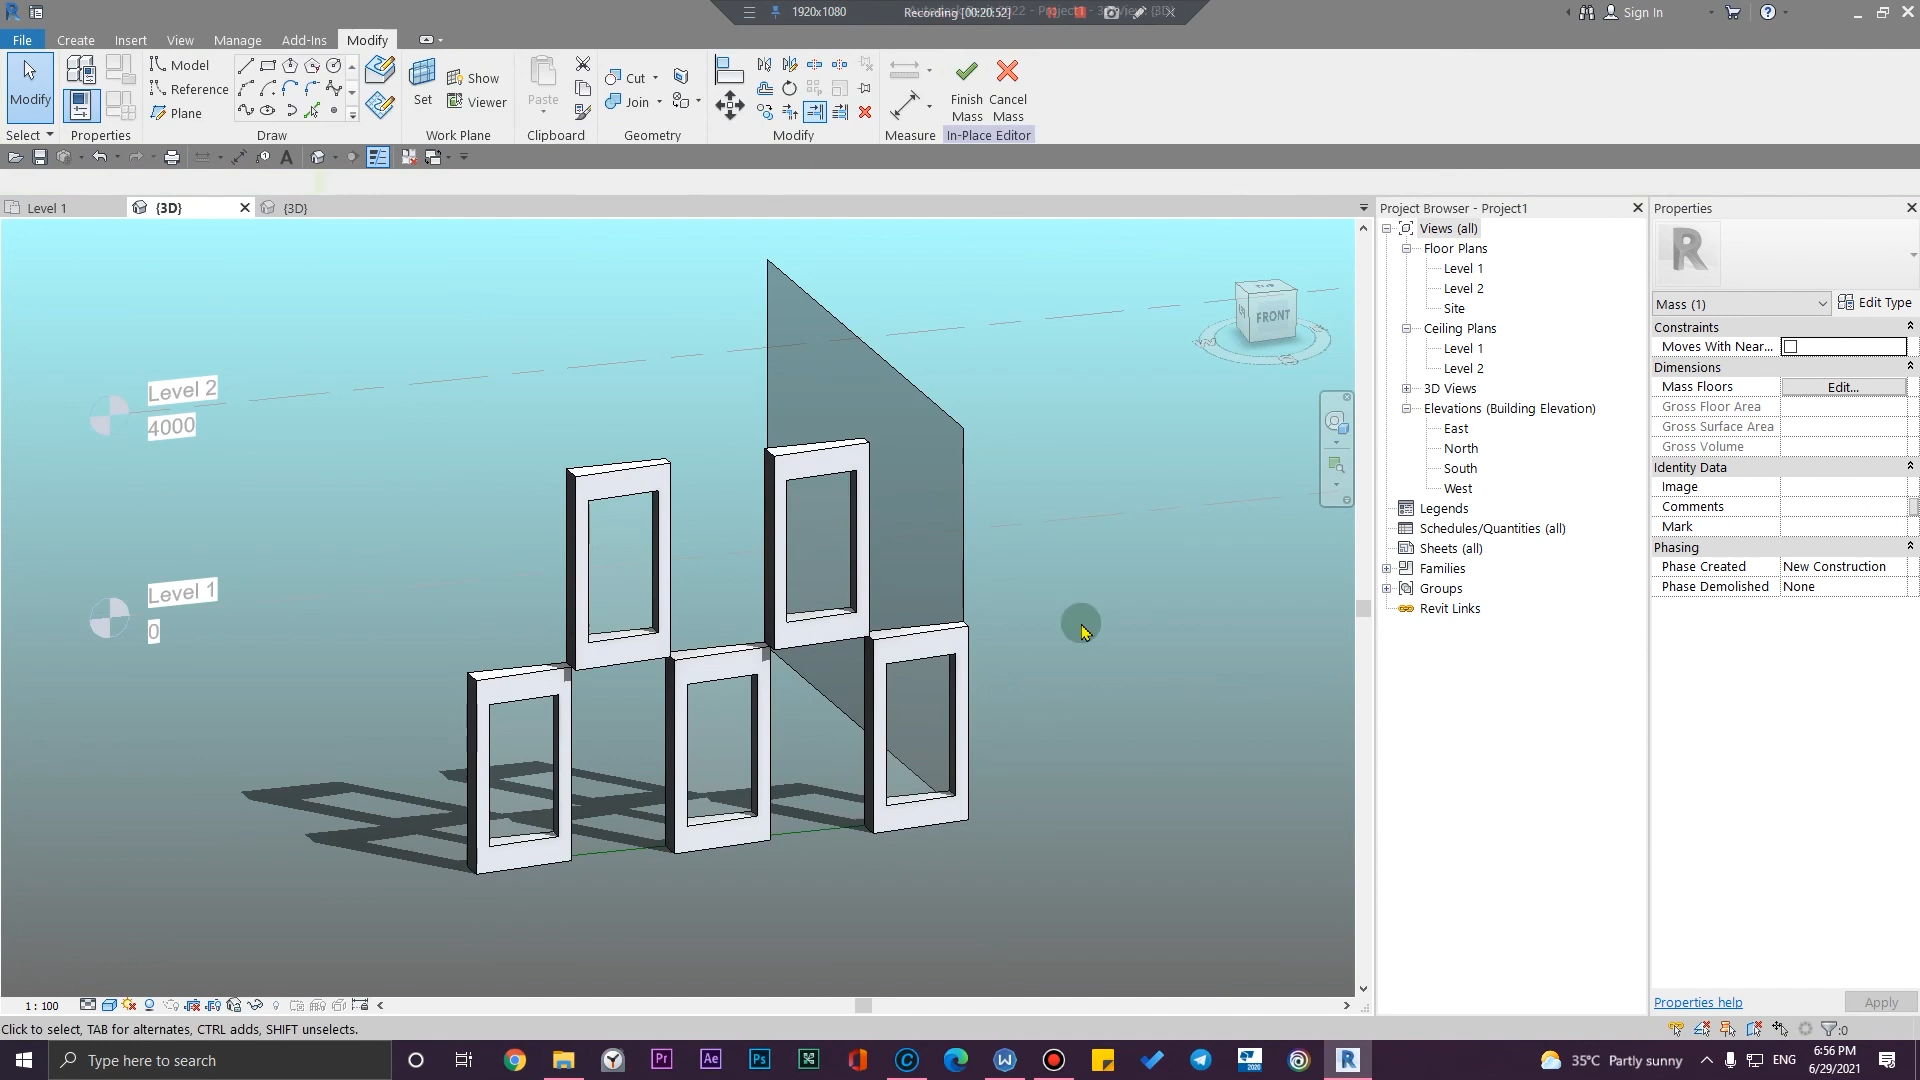 1920x1080
Recording [00:20:52]
Sign In
File
Create
Insert
View
Manage
Add-Ins
Modify
Modify
Model
Reference
Plane
Set
Show
Viewer
Paste
Cut
Join
Finish Mass
Cancel Mass
Select
Properties
Draw
Work Plane
Clipboard
Geometry
Modify
Measure
In-Place Editor
Level 1
{3D}
{3D}
Level 2
4000
Level 1
0
FRONT
Project Browser - Project1
Views (all)
Floor Plans
Level 1
Level 2
Site
Ceiling Plans
Level 1
Level 2
3D Views
Elevations (Building Elevation)
East
North
South
West
Legends
Schedules/Quantities (all)
Sheets (all)
Families
Groups
Revit Links
Properties
R
Mass (1)
Edit Type
Constraints
Moves With Near...
Dimensions
Mass Floors
Edit...
Gross Floor Area
Gross Surface Area
Gross Volume
Identity Data
Image
Comments
Mark
Phasing
Phase Created
New Construction
Phase Demolished
None
Properties help
Apply
1 : 100
Click to select, TAB for alternates, CTRL adds, SHIFT unselects.
:0
Type here to search
Pr
Ae
Ps
35°C Partly sunny
ENG
6:56 PM
6/29/2021